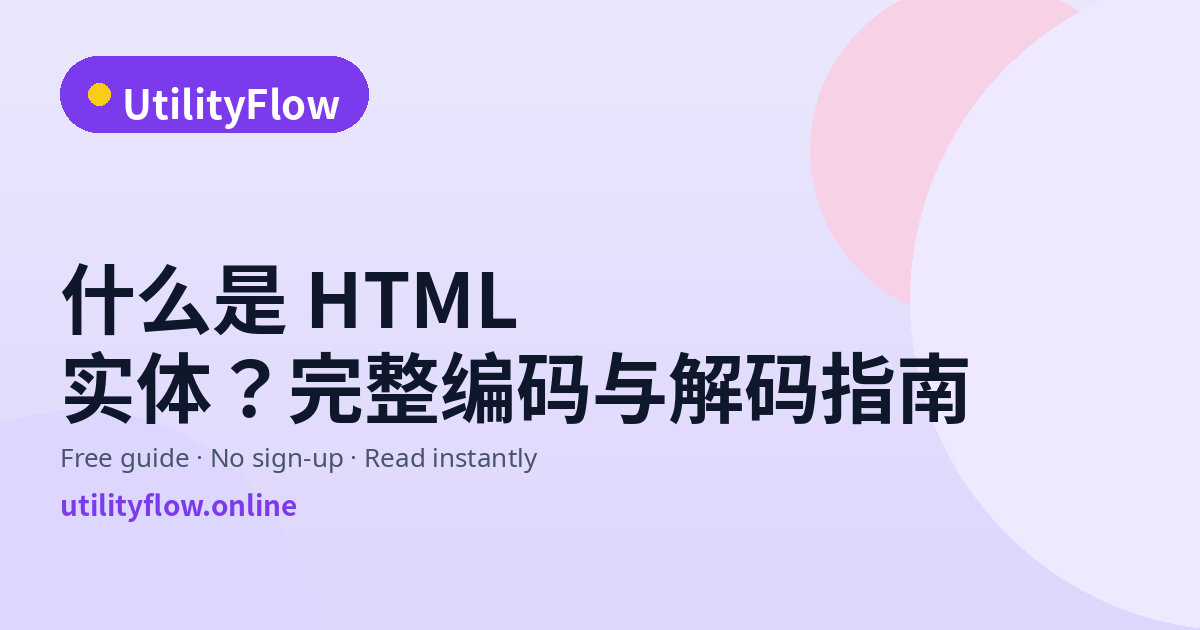 UtilityFlow
什么是 HTML
实体？完整编码与解码指南
Free guide · No sign-up · Read instantly
utilityflow.online